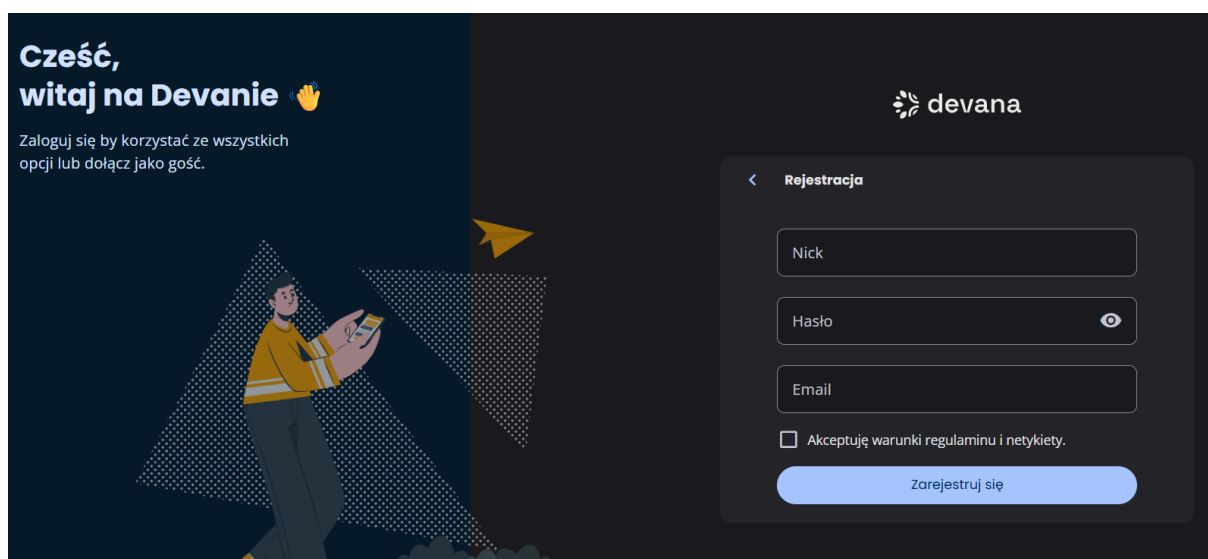 Cześć,
witaj na Devanie 👋
Zaloguj się by korzystać ze wszystkich
opcji lub dołącz jako gość.
devana
Rejestracja
Nick
Hasło
Email
Akceptuję warunki regulaminu i netykiety.
Zarejestruj się